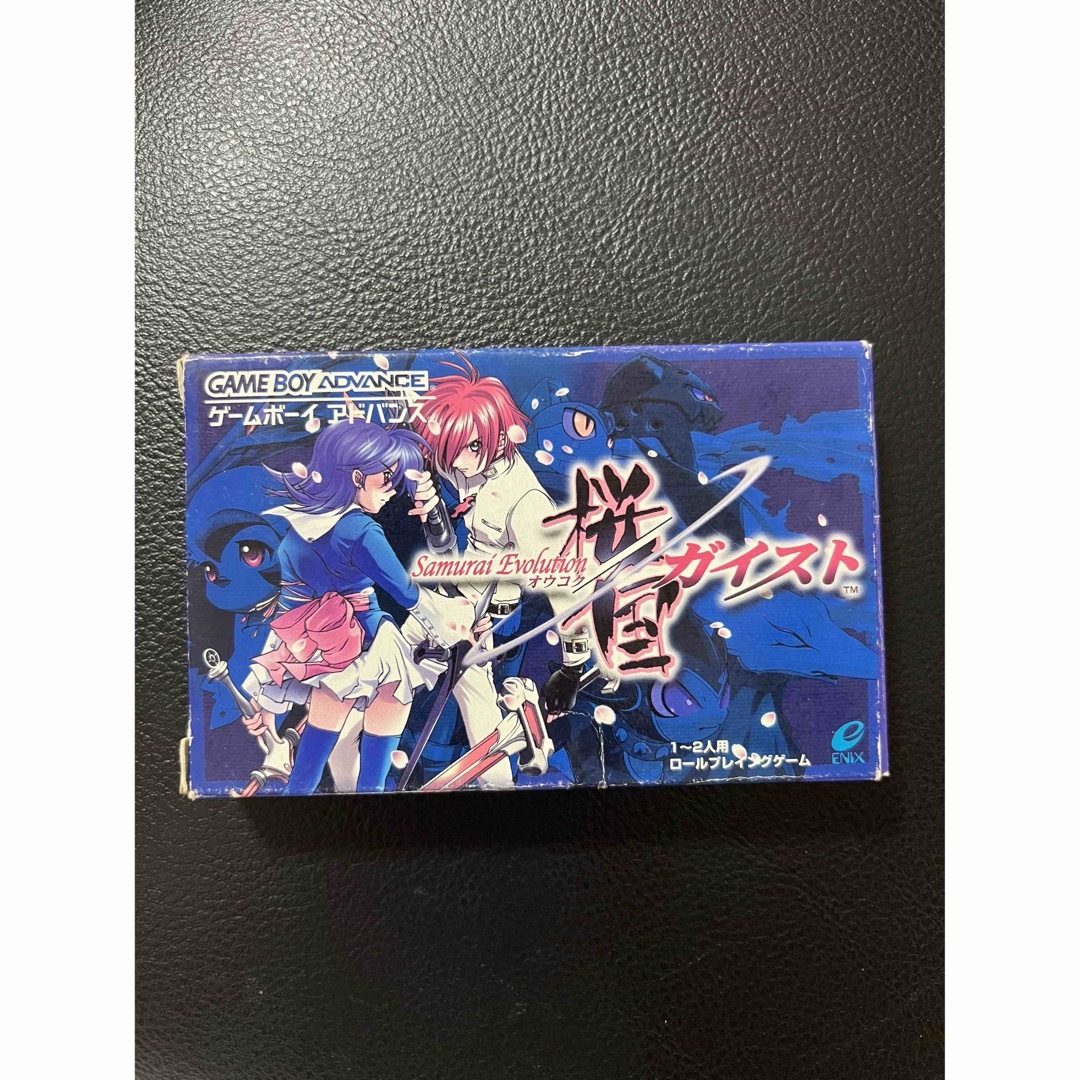 GAME BOY ADVANCE
ゲームボーイ アドバンス
Samurai Evolution
オウコク
桜国
ガイスト
TM
1〜2人用
ロールプレイングゲーム
e
ENIX